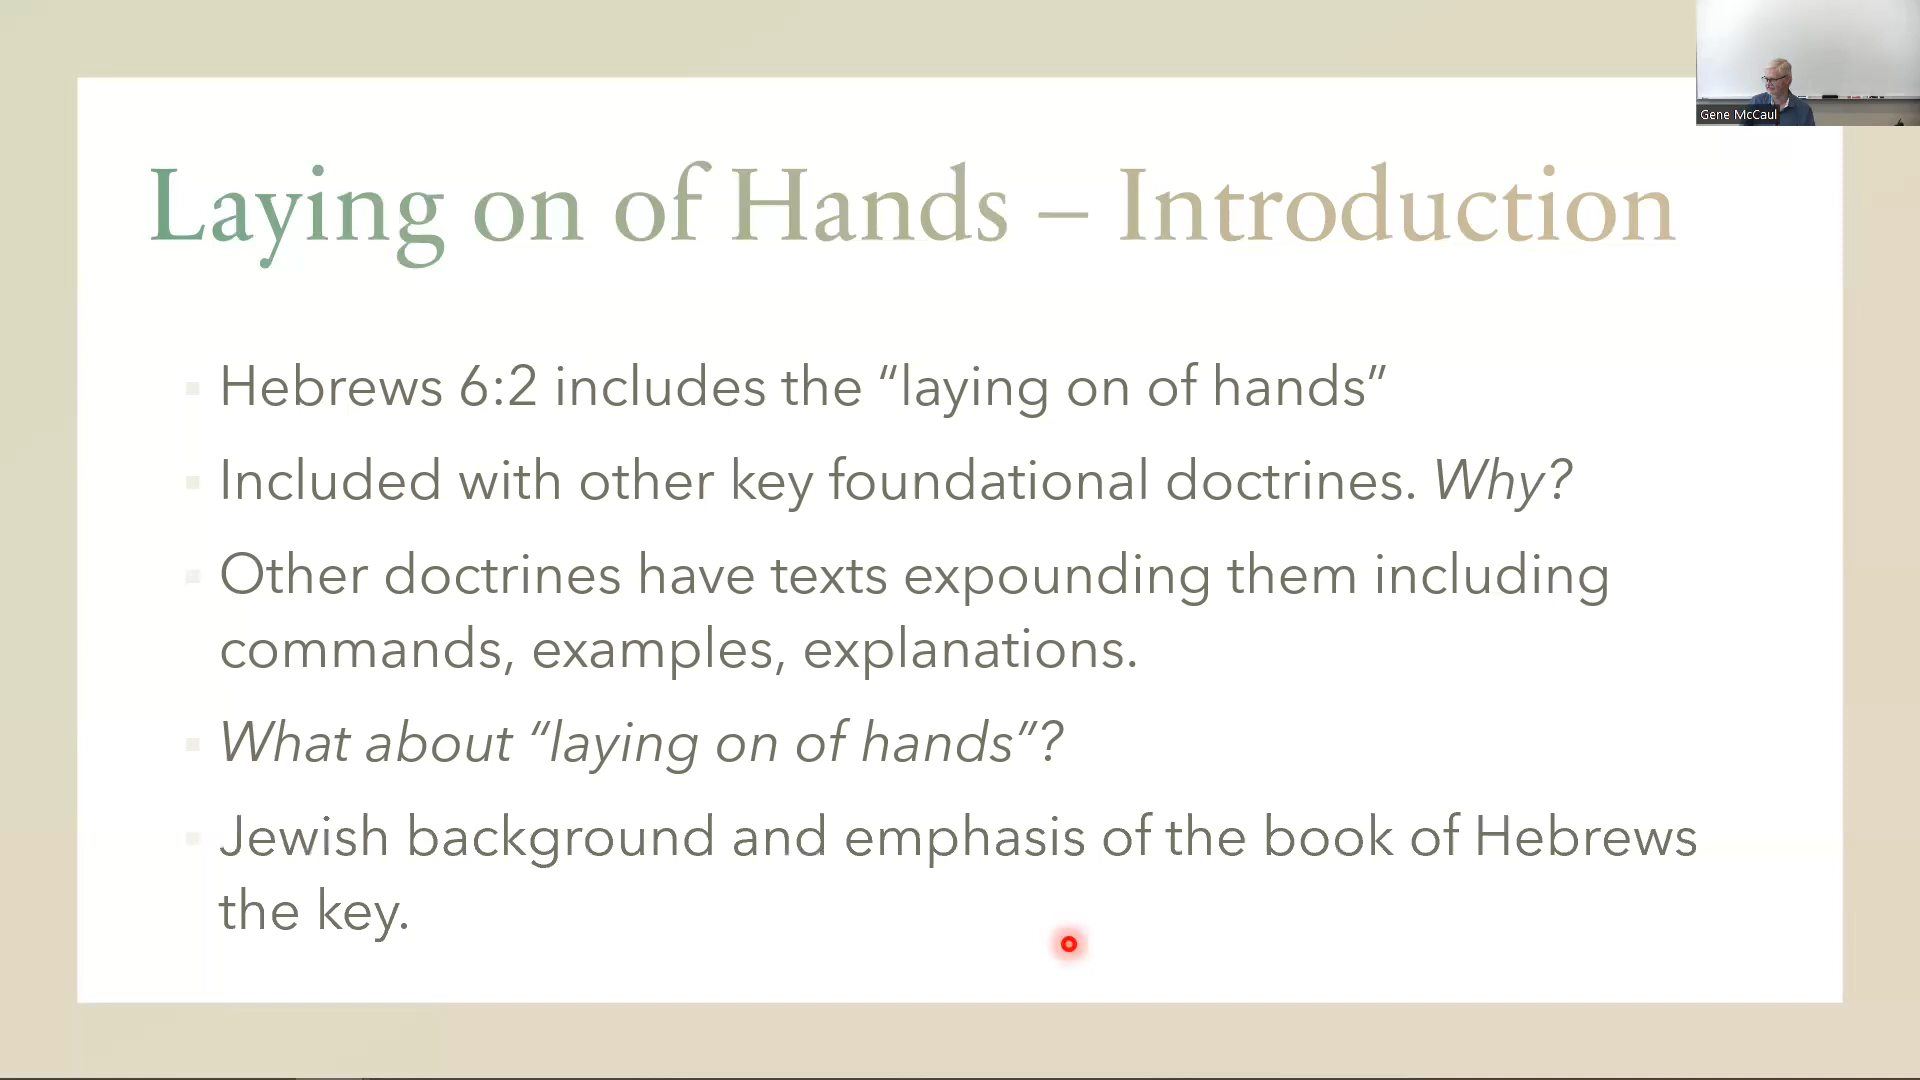 Gene McCaul
Laying on of Hands – Introduction
Hebrews 6:2 includes the “laying on of hands”
Included with other key foundational doctrines. Why?
Other doctrines have texts expounding them including
commands, examples, explanations.
What about “laying on of hands”?
Jewish background and emphasis of the book of Hebrews
the key.